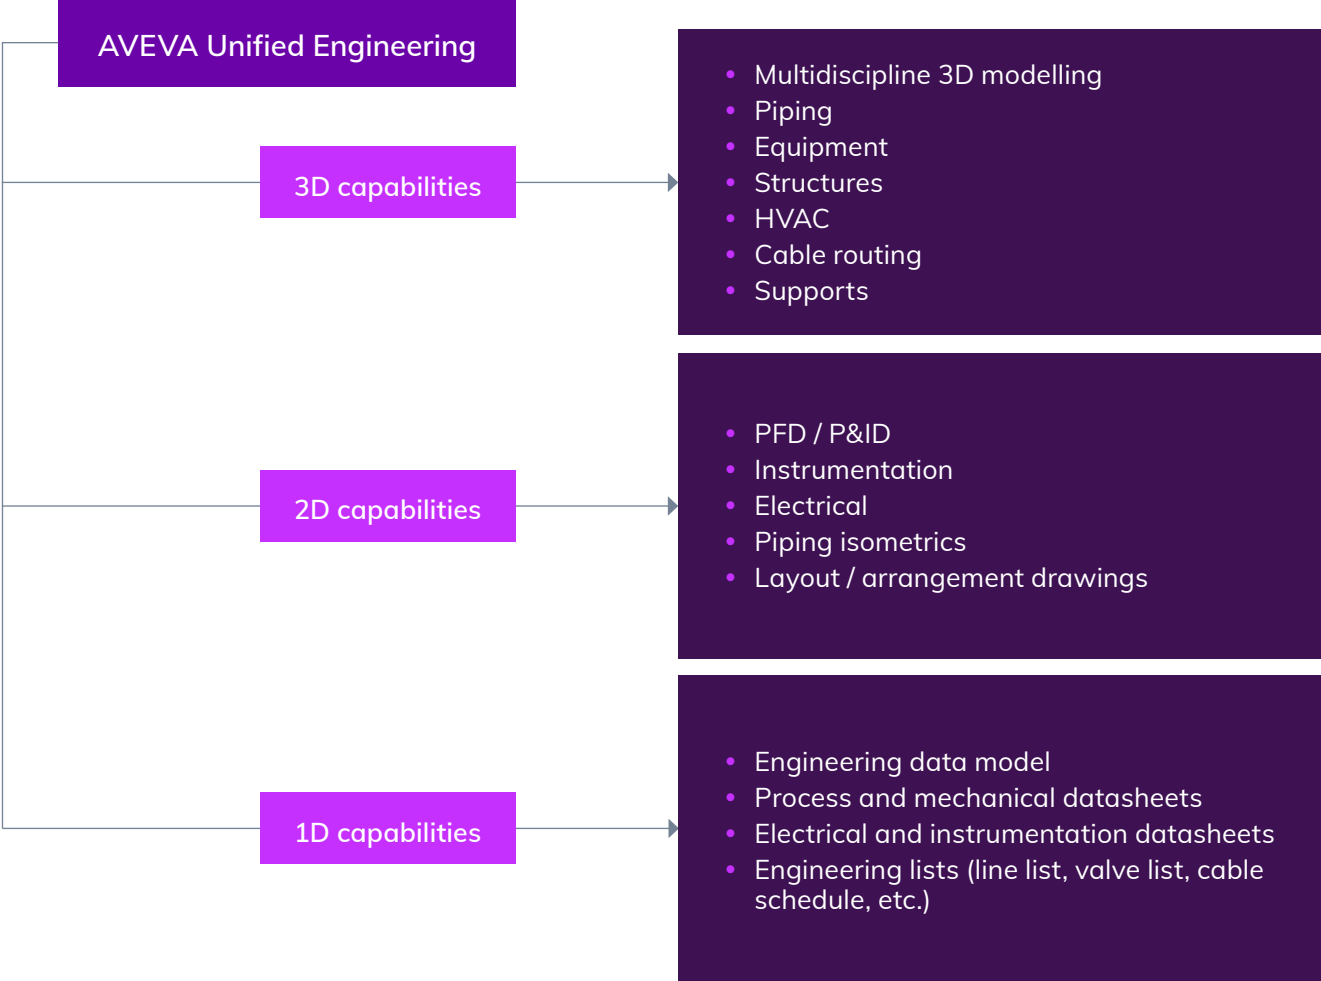 AVEVA Unified Engineering
3D capabilities
• Multidiscipline 3D modelling
• Piping
• Equipment
• Structures
• HVAC
• Cable routing
• Supports
2D capabilities
• PFD / P&ID
• Instrumentation
• Electrical
• Piping isometrics
• Layout / arrangement drawings
1D capabilities
• Engineering data model
• Process and mechanical datasheets
• Electrical and instrumentation datasheets
• Engineering lists (line list, valve list, cable
schedule, etc.)